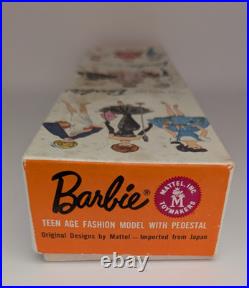 Barbie®
MATTEL, INC.
M
TOYMAKERS
TEEN AGE FASHION MODEL WITH PEDESTAL
Original Designs by Mattel — Imported from Japan